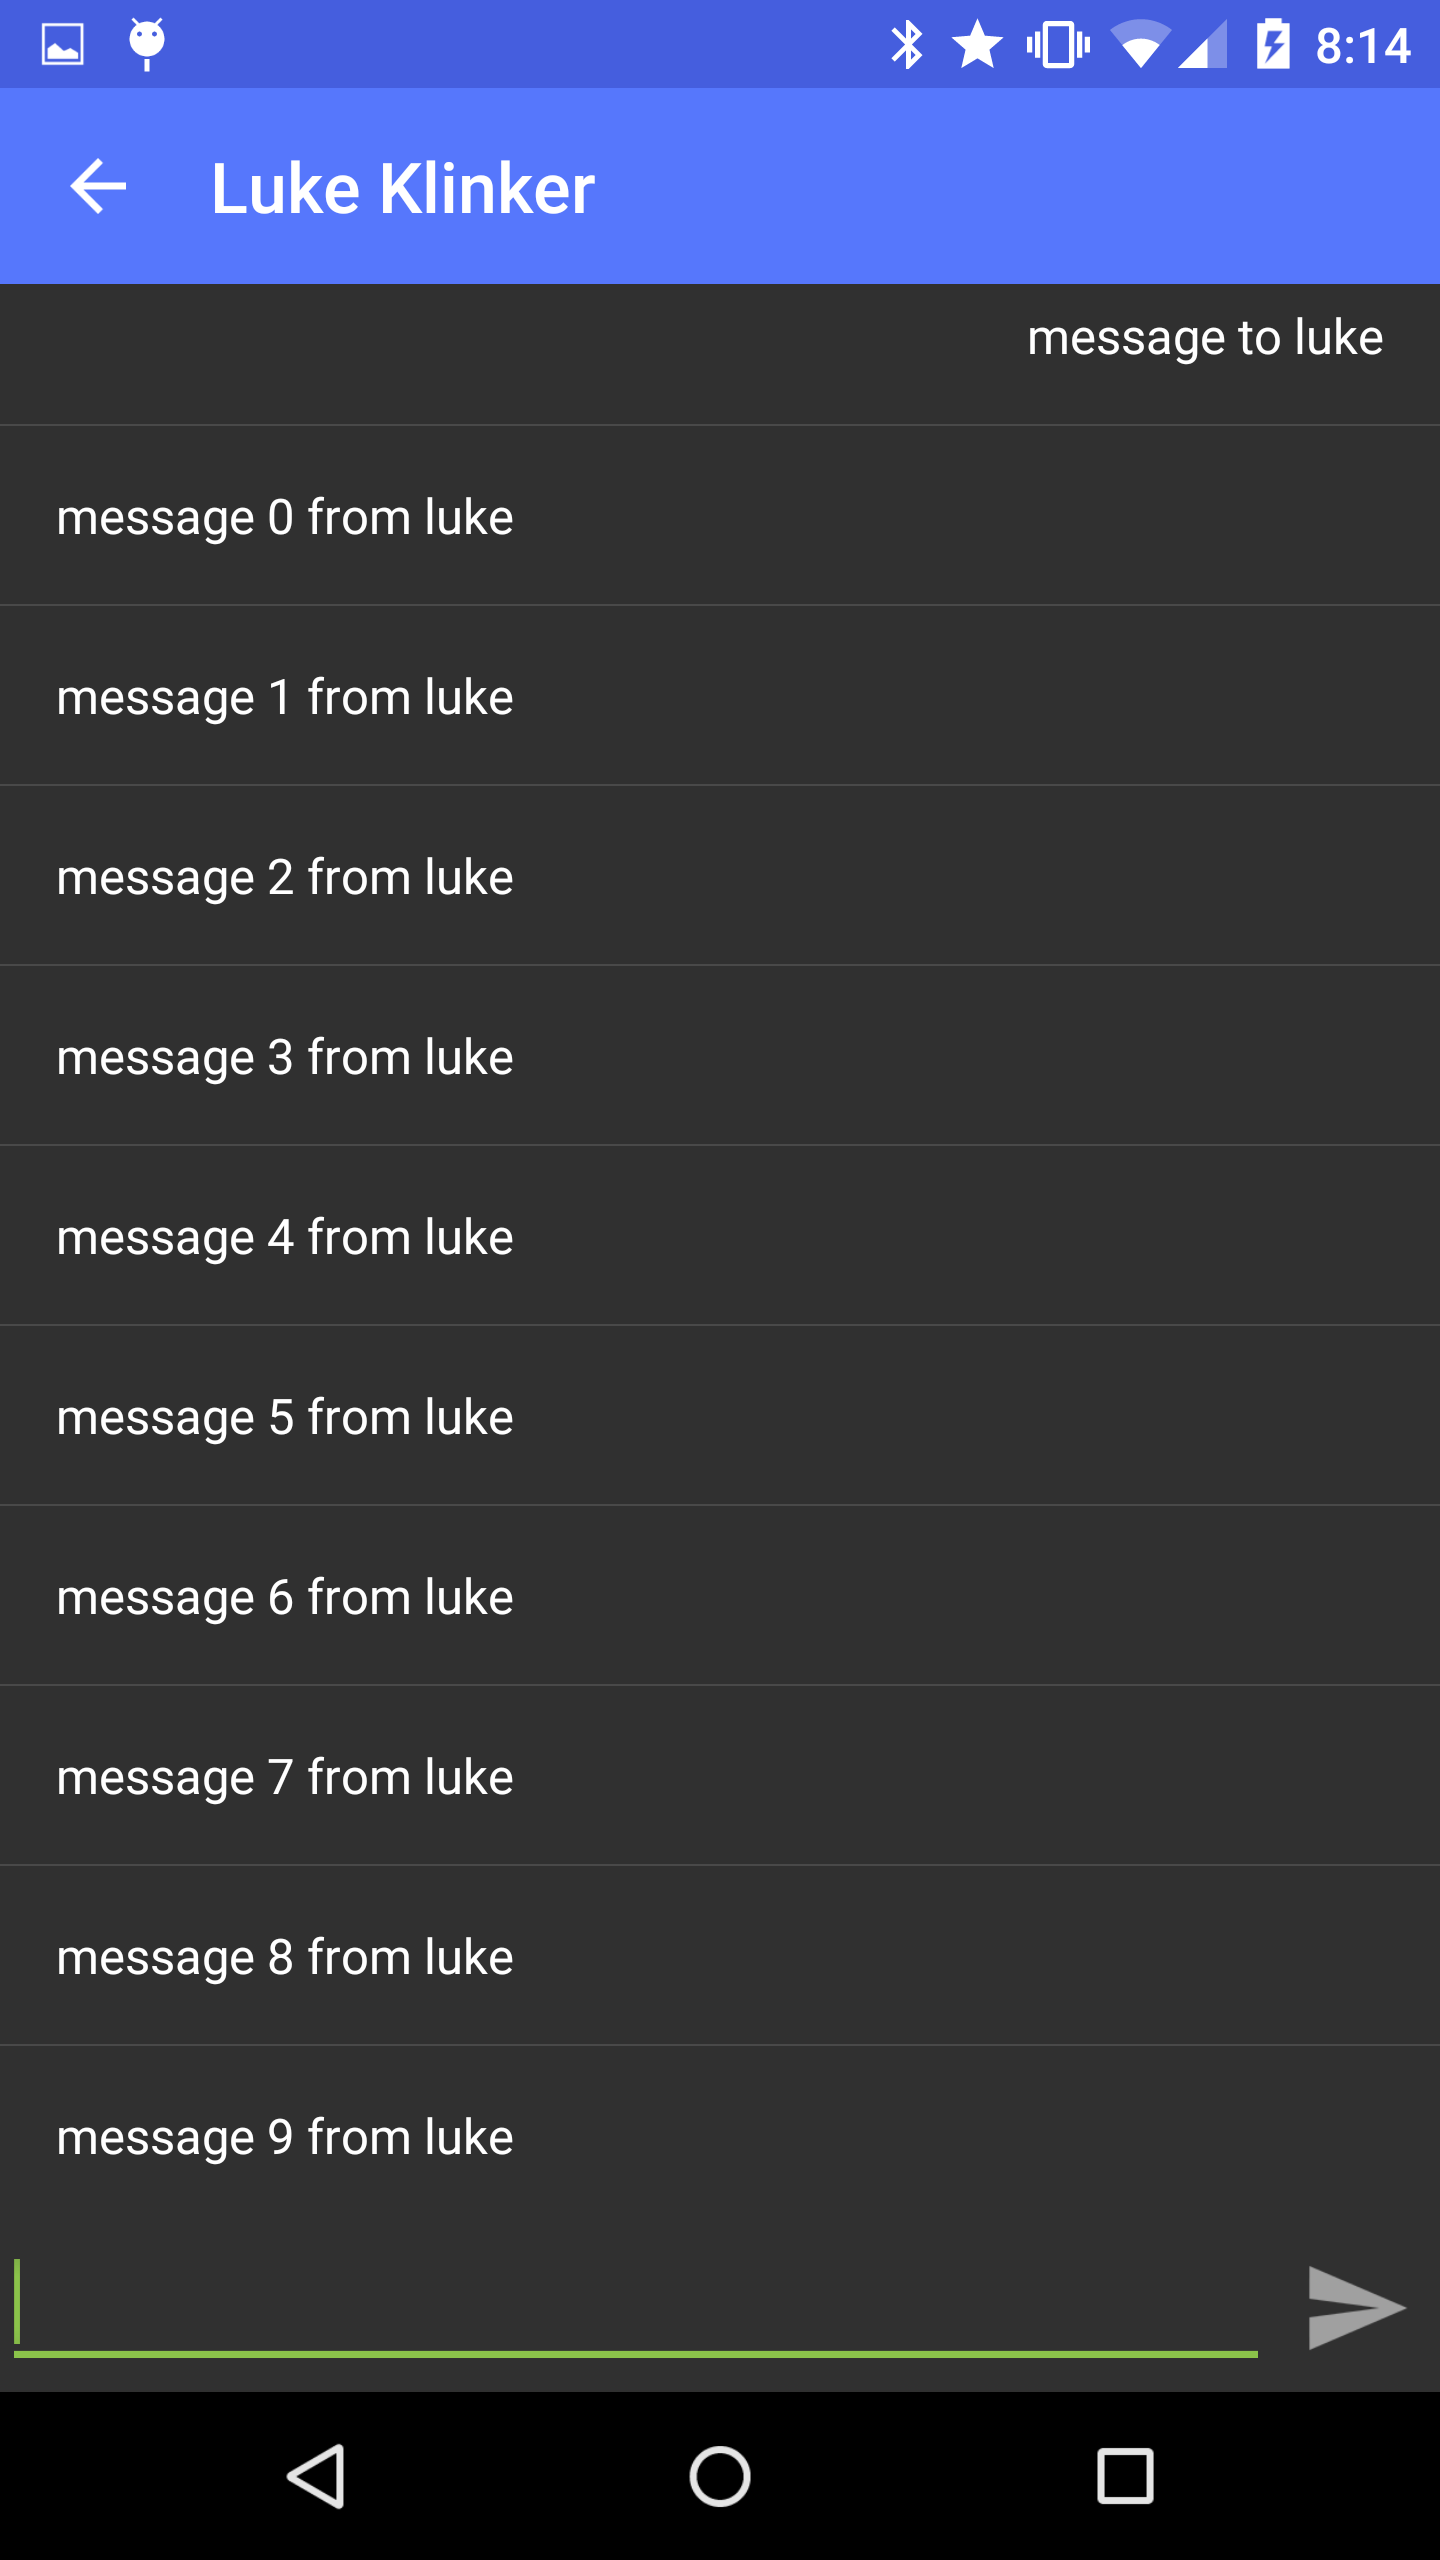 8:14
Luke Klinker
message to luke
message 0 from luke
message 1 from luke
message 2 from luke
message 3 from luke
message 4 from luke
message 5 from luke
message 6 from luke
message 7 from luke
message 8 from luke
message 9 from luke